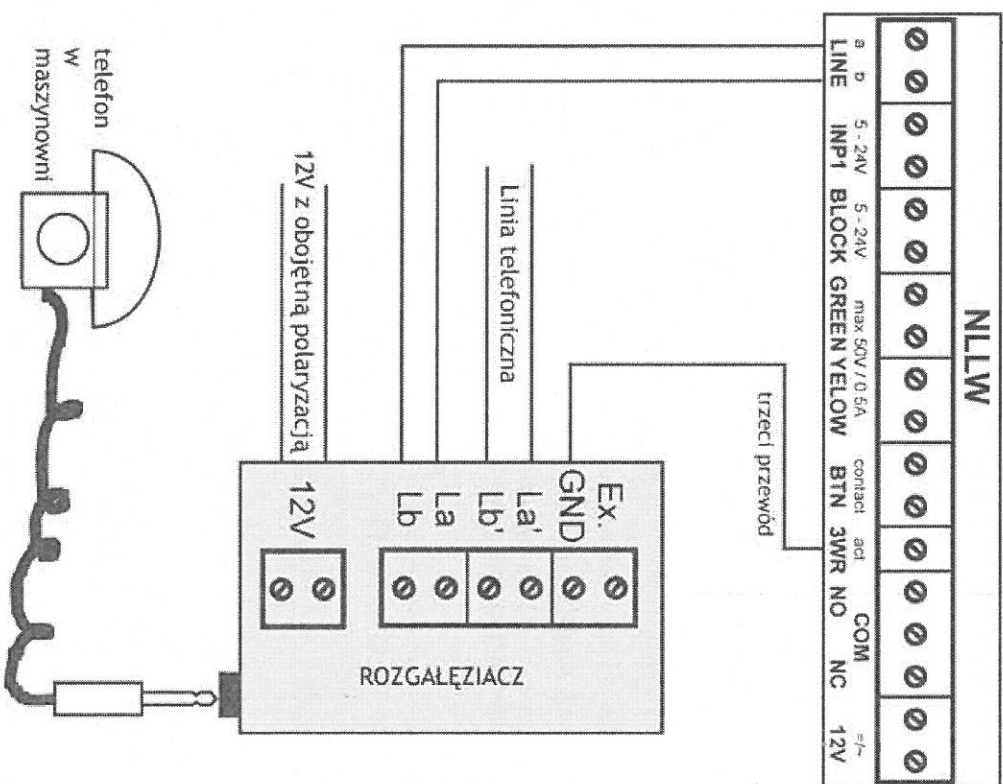 NLLW
a b
LINE
5 - 24V
INP1
5 - 24V
BLOCK
max 50V / 0.5A
GREEN YELOW
contact
BTN
act
3WR
NO COM NC
=/~
12V
trzeci przewód
Linia telefoniczna
12V z obojętną polaryzacją
telefon
w
maszynowni
Ex.
GND
La'
Lb'
La
Lb
12V
ROZGAŁĘZIACZ